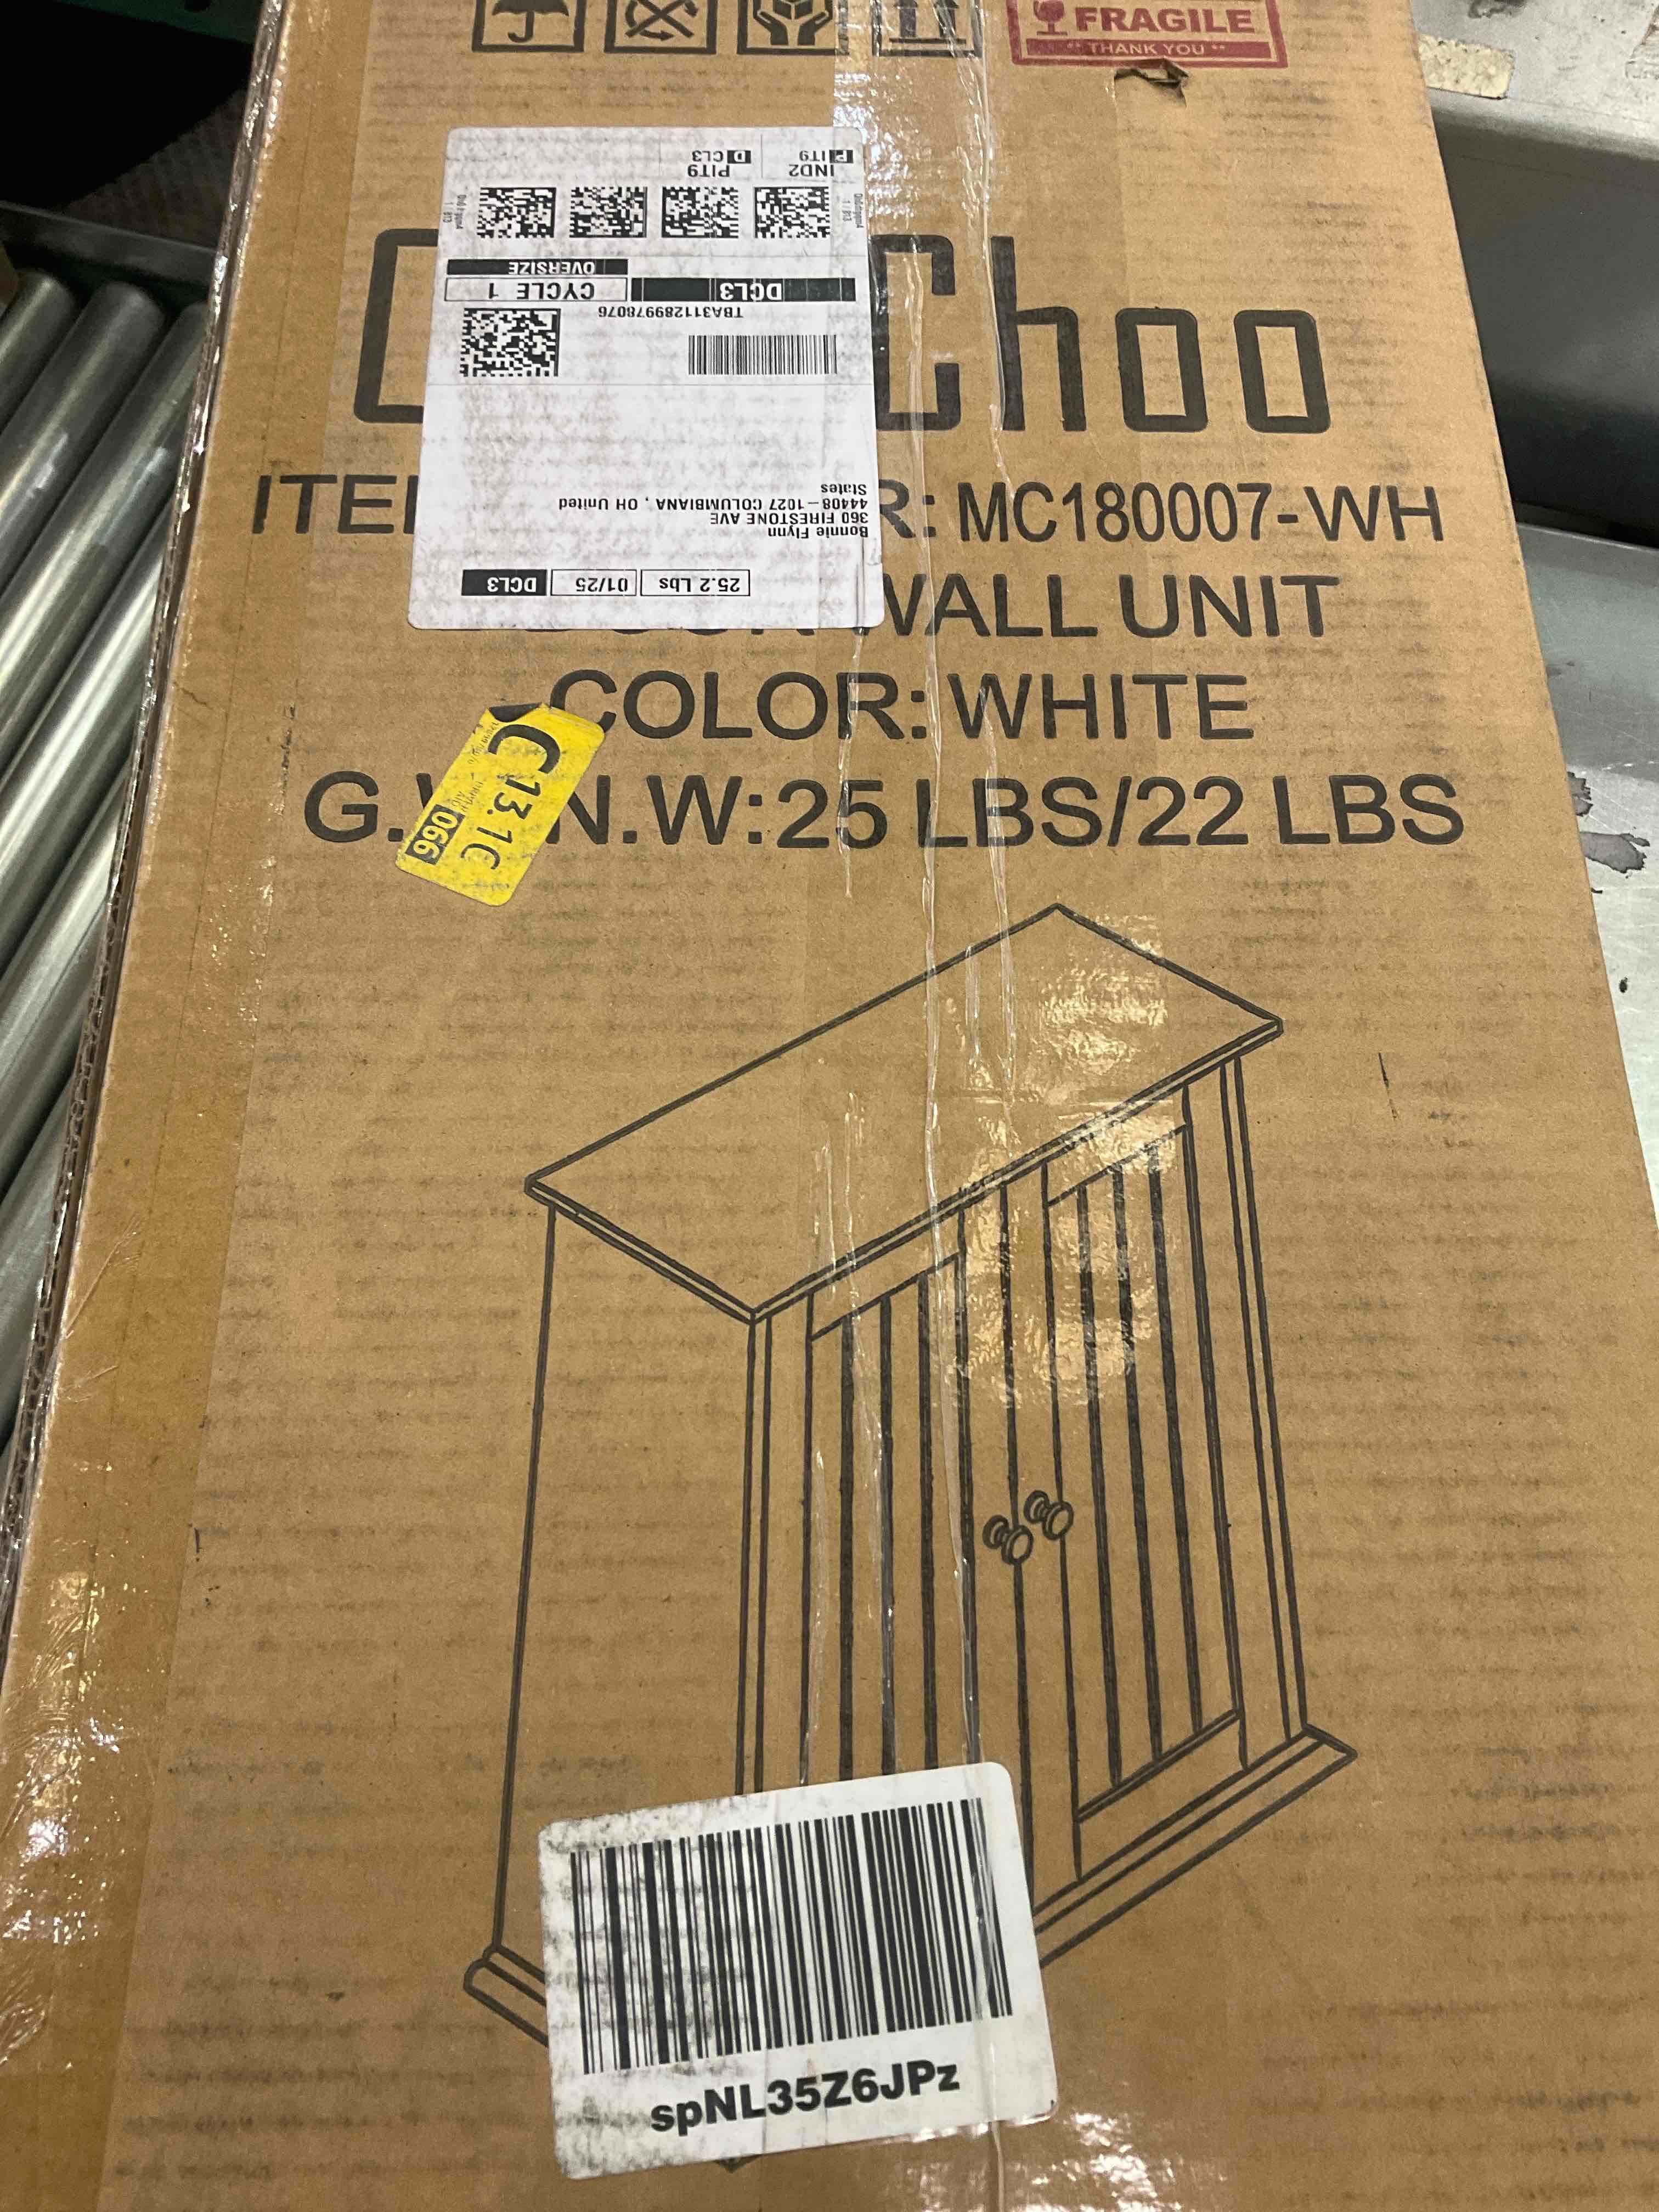 FRAGILE
THANK YOU
IND2 PIT9
P IT9 D CL3
OVERSIZE
DCL3 CYCLE 1
TBA311289978076
Bonnie Flynn
360 FIRESTONE AVE
44408-1027 COLUMBIANA, OH United
States
25.2 Lbs 01/25 DCL3
Choo
R: MC180007-WH
WALL UNIT
COLOR: WHITE
N.W:25 LBS/22 LBS
C13.1C
066
spNL35Z6JPz